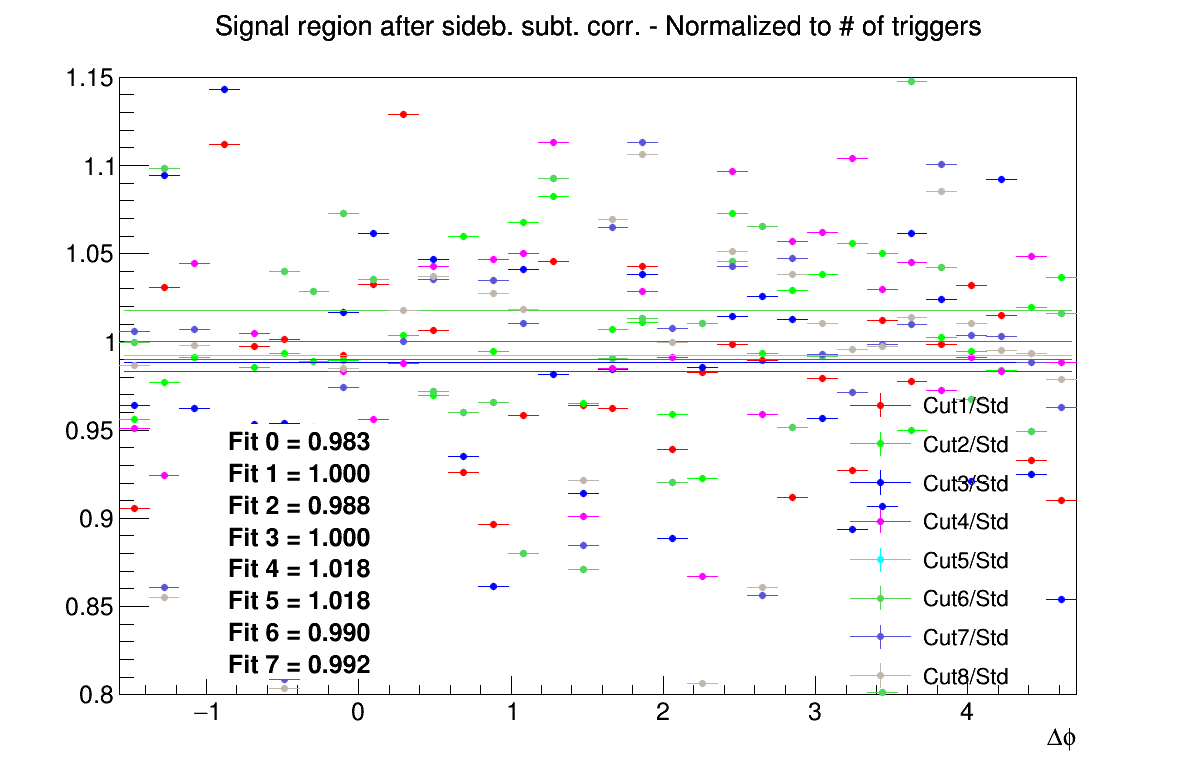 Signal region after sideb. subt. corr. - Normalized to # of triggers
1.15
1.1
1.05
1
0.95
0.9
0.85
0.8
Fit 0 = 0.983
Fit 1 = 1.000
Fit 2 = 0.988
Fit 3 = 1.000
Fit 4 = 1.018
Fit 5 = 1.018
Fit 6 = 0.990
Fit 7 = 0.992
Cut1/Std
Cut2/Std
Cut3/Std
Cut4/Std
Cut5/Std
Cut6/Std
Cut7/Std
Cut8/Std
−1 0 1 2 3 4
Δϕ